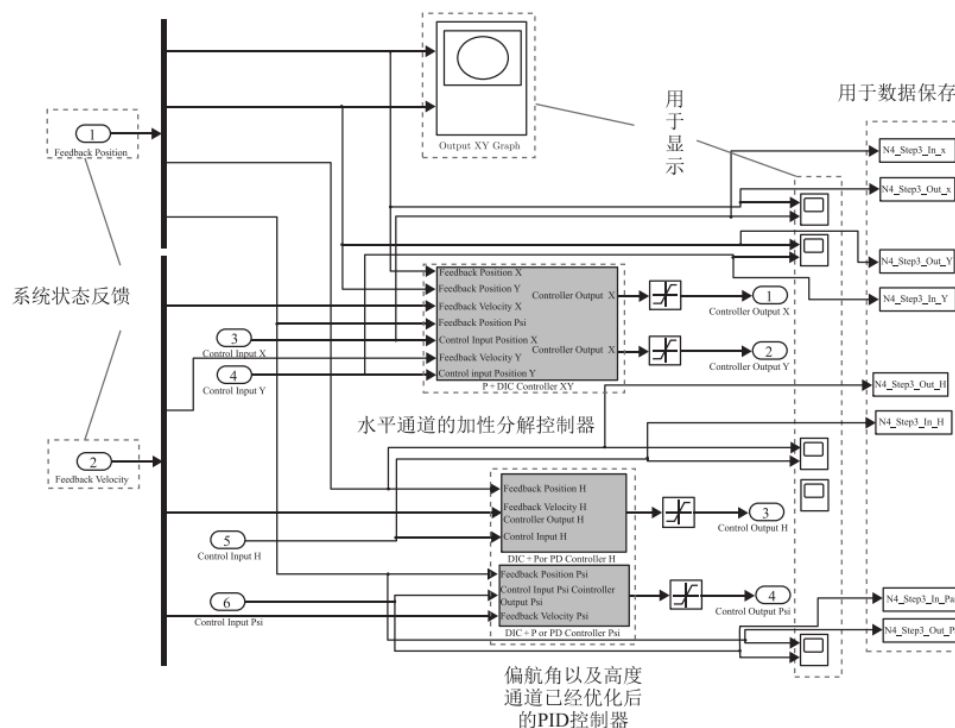 Output XY Graph
用于显示
用于数据保存
1
Feedback Position
N4_Step3_In_x
N4_Step3_Out_x
N4_Step3_Out_Y
N4_Step3_In_Y
系统状态反馈
Feedback Position X
Feedback Position Y
Feedback Velocity X
Feedback Position Psi
Control Input Position X
Feedback Velocity Y
Control input Position Y
Controller Output X
Controller Output X
P+DIC Controller XY
1
Controller Output X
2
Controller Output Y
3
Control Input X
4
Control Input Y
N4_Step3_Out_H
N4_Step3_In_H
水平通道的加性分解控制器
2
Feedback Velocity
Feedback Position H
Feedback Velocity H
Controller Output H
Control Input H
DIC+Por PD Controller H
3
Control Output H
5
Control Input H
Feedback Position Psi
Control Input Psi Cointroller
Output Psi
Feedback Velocity Psi
DIC+P or PD Controller Psi
4
Control Output Psi
6
Control Input Psi
N4_Step3_In_Psi
N4_Step3_Out_Psi
偏航角以及高度
通道已经优化后
的PID控制器